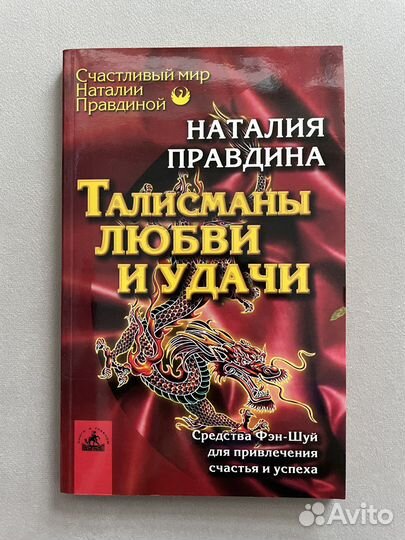 Счастливый мир
Наталии
Правдиной
НАТАЛИЯ
ПРАВДИНА
ТАЛИСМАНЫ
ЛЮБВИ
И УДАЧИ
Средства Фэн-Шуй
для привлечения
счастья и успеха
Avito